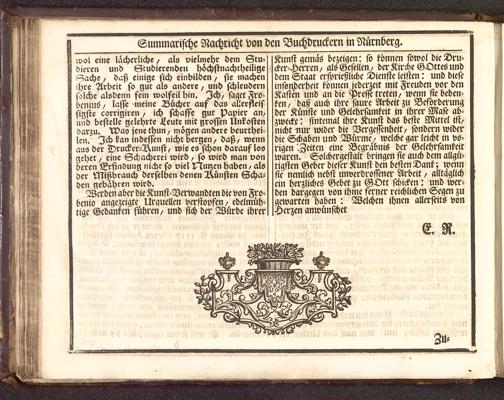 Summarische Nachricht von den Buchdruckern in Nürnberg.
wol eine lächerliche, als vielmehr dem Stu-
dieren und Studierenden höchstnachtheilige
Sache, daß einige sich einbilden, sie machen
ihre Arbeit so gut als andre, und schleudern
solche alsdenn fein wolfeil hin. Ich, sagt Fro-
benius, lasse meine Bücher auf das allerfleis-
sigste corrigiren, ich schaffe gut Papier an,
und bestelle gelehrte Leute mit grossen Unkosten
darzu. Was jene thun, mögen andere beurthei-
len. Ich kan indessen nicht bergen, daß, wenn
aus der Drucker-Kunst, wie es schon darauf los
gehet, eine Schacherei wird, so wird man von
deren Erfindung nicht so viel Nutzen haben, als
der Mißbrauch derselben denen Künsten Scha-
den gebähren wird.
Werden aber die Kunst-Verwandten die von Fro-
benio angezeigte Urquellen verstopfen, edelmüh-
tige Gedanken führen, und sich der Würde ihrer
Kunst gemäs bezeigen: so können sowol die Dru-
cker-Herren, als Gesellen, der Kirche GOttes und
dem Staat ersprießliche Dienste leisten: und diese
insonderheit können jederzeit mit Freuden vor den
Kasten und an die Presse treten, wenn sie beden-
ken, daß auch ihre saure Arbeit zu Beförderung
der Künste und Gelehrsamkeit in ihrer Mase ab-
zweckt: sintemal ihre Kunst das beste Mittel ist,
nicht nur wider die Vergessenheit, sondern wider
die Schaben und Würme, welche gar leicht in vo-
rigen Zeiten eine Begräbnis der Gelehrsamkeit
waren. Solchergestalt bringen sie auch dem allgü-
tigsten Geber dieser Kunst den besten Dank; wenn
sie nemlich nebst unverdrossener Arbeit, alltäglich
ein herzliches Gebet zu GOtt schicken: und wer-
den dargegen von ihme ferner reichlichen Segen zu
gewarten haben: Welchen ihnen allerseits von
Herzen anwünschet
E. R.
Zu-